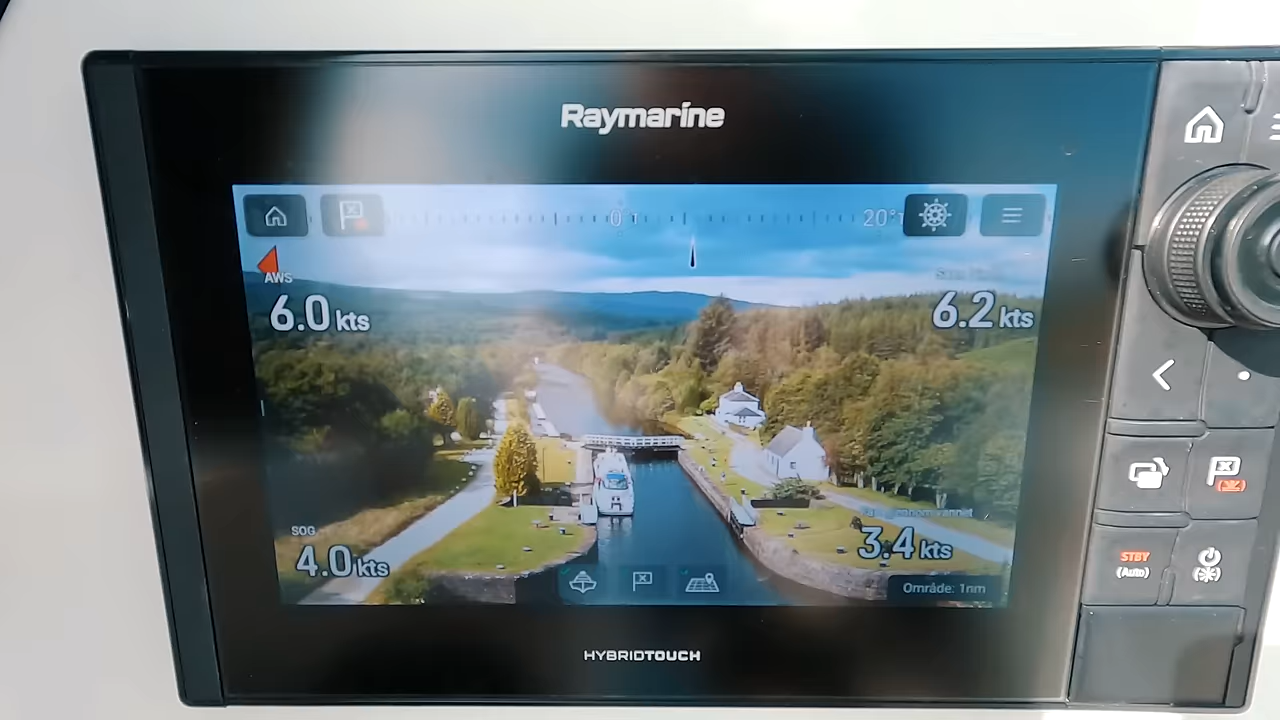 Raymarine
0°T
20°T
AWS
6.0 kts
6.2 kts
SOG
4.0 kts
3.4 kts
Område: 1nm
STBY
(Auto)
HYBRIDTOUCH